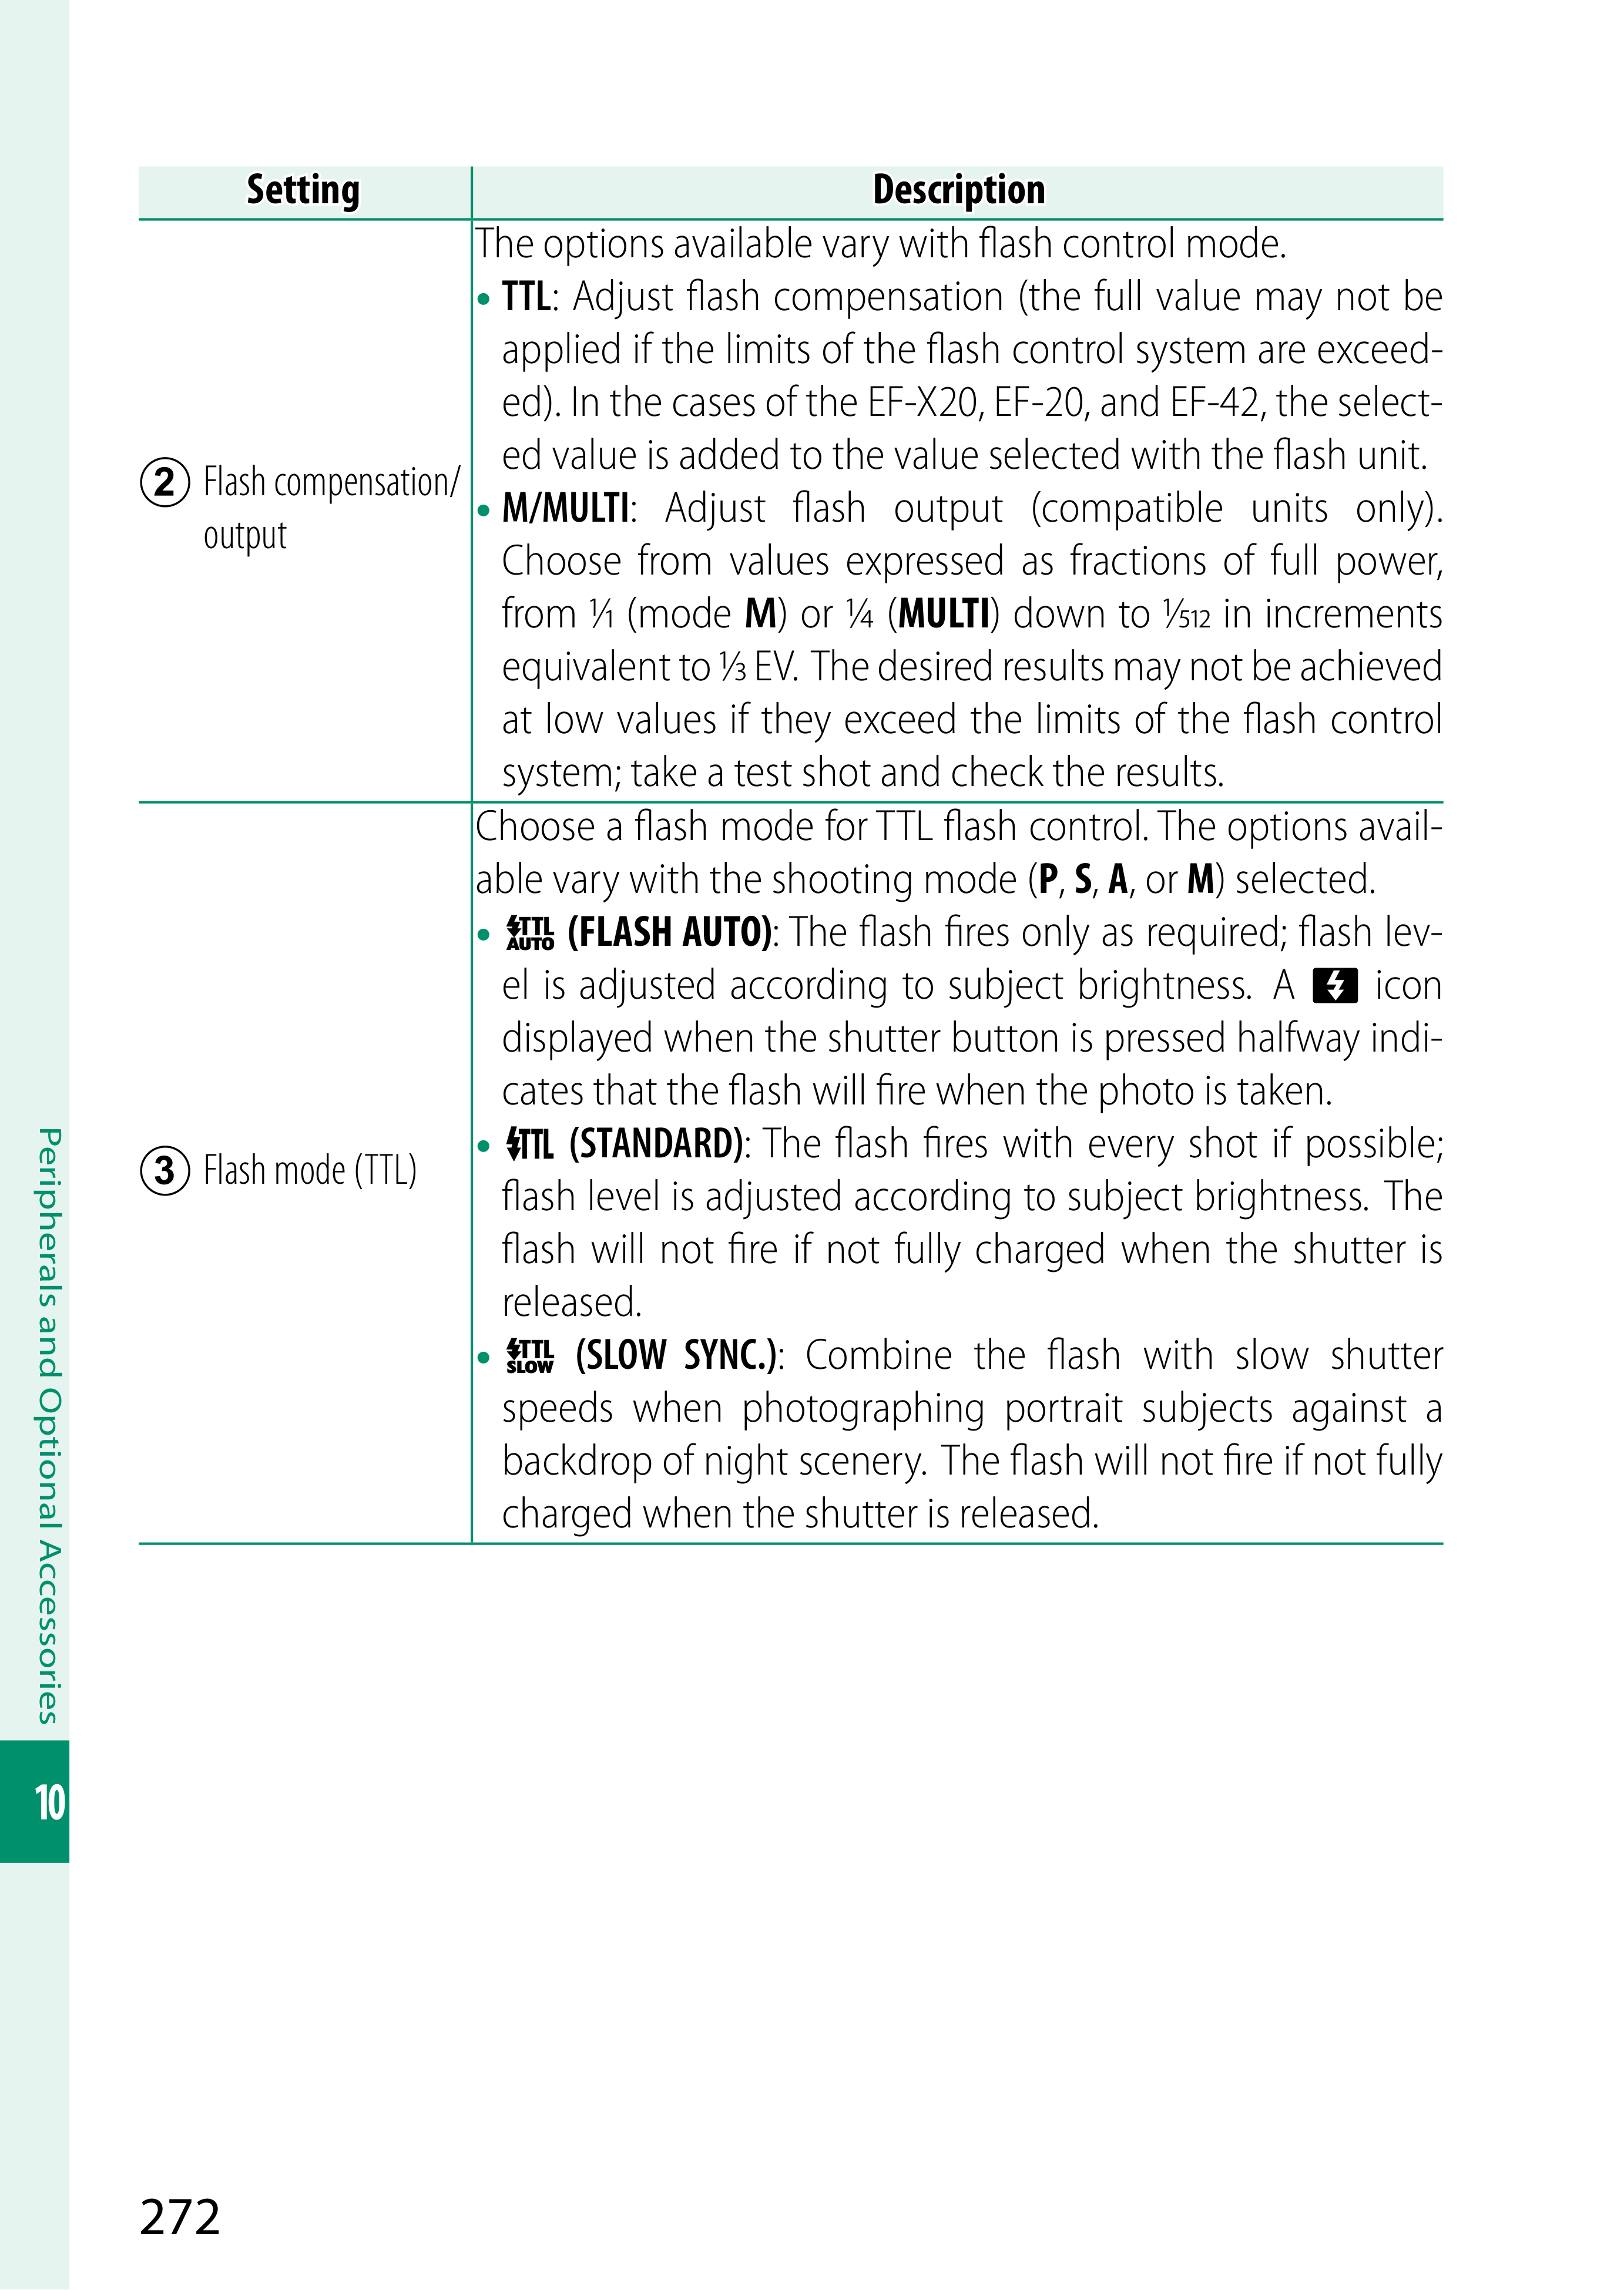 Setting Description
The options available vary with flash control mode.
• TTL: Adjust flash compensation (the full value may not be
applied if the limits of the flash control system are exceed-
ed). In the cases of the EF-X20, EF-20, and EF-42, the select-
ed value is added to the value selected with the flash unit.
② Flash compensation/
output
• M/MULTI: Adjust flash output (compatible units only).
Choose from values expressed as fractions of full power,
from 1/1 (mode M) or 1/4 (MULTI) down to 1/512 in increments
equivalent to 1/3 EV. The desired results may not be achieved
at low values if they exceed the limits of the flash control
system; take a test shot and check the results.
Choose a flash mode for TTL flash control. The options avail-
able vary with the shooting mode (P, S, A, or M) selected.
• TTL AUTO (FLASH AUTO): The flash fires only as required; flash lev-
el is adjusted according to subject brightness. A icon
displayed when the shutter button is pressed halfway indi-
cates that the flash will fire when the photo is taken.
③ Flash mode (TTL)
• TTL (STANDARD): The flash fires with every shot if possible;
flash level is adjusted according to subject brightness. The
flash will not fire if not fully charged when the shutter is
released.
• TTL SLOW (SLOW SYNC.): Combine the flash with slow shutter
speeds when photographing portrait subjects against a
backdrop of night scenery. The flash will not fire if not fully
charged when the shutter is released.
Peripherals and Optional Accessories
10
272